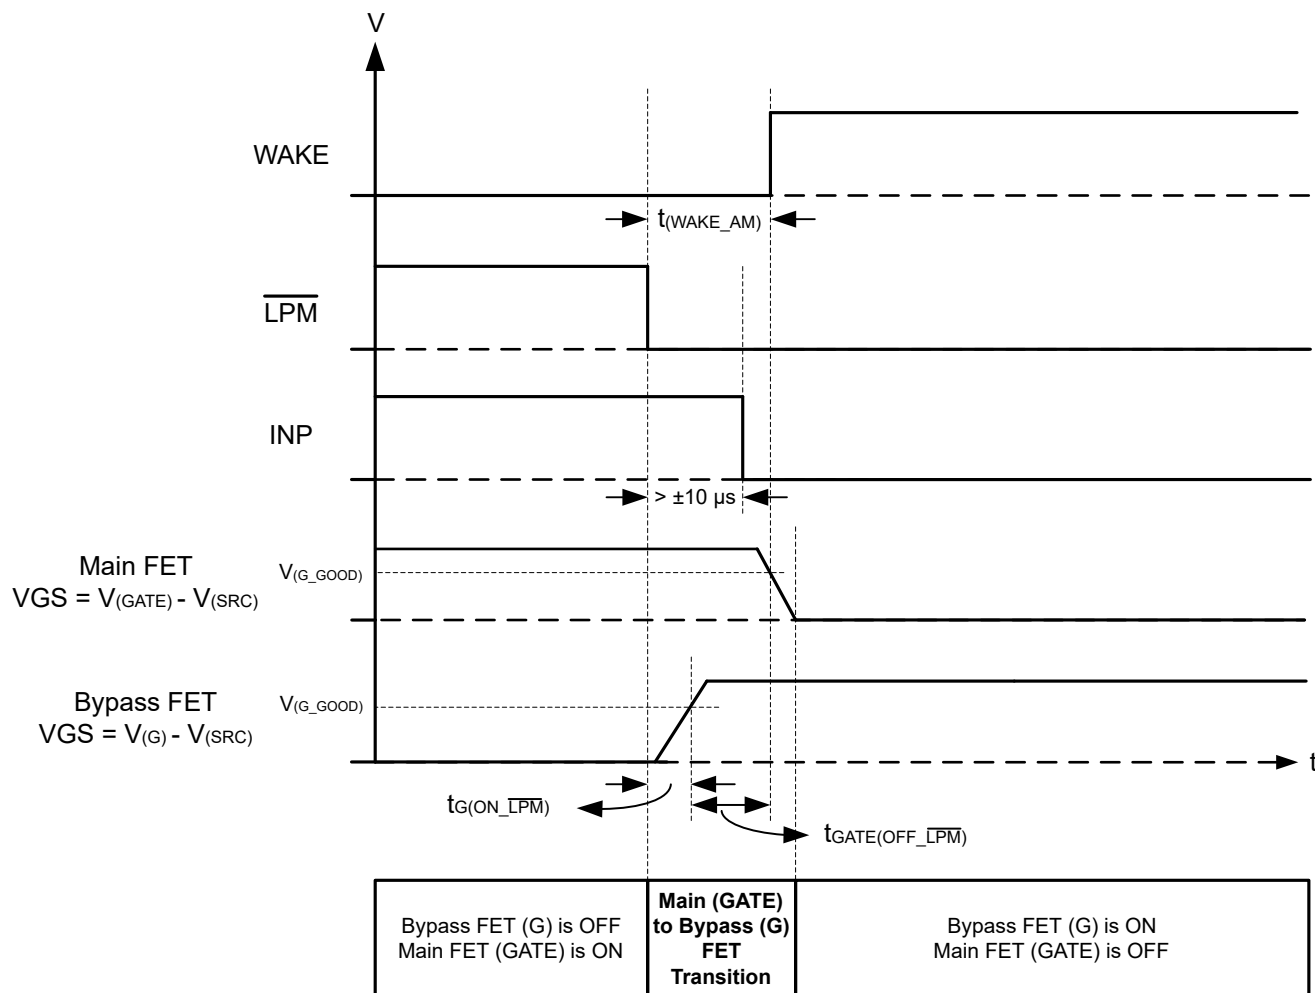 V
WAKE
t(WAKE_AM)
LPM
INP
> ±10 µs
Main FET
VGS = V(GATE) - V(SRC)
V(G_GOOD)
Bypass FET
VGS = V(G) - V(SRC)
V(G_GOOD)
t
tG(ON_LPM)
tGATE(OFF_LPM)
Bypass FET (G) is OFF
Main FET (GATE) is ON
Main (GATE)
to Bypass (G)
FET
Transition
Bypass FET (G) is ON
Main FET (GATE) is OFF